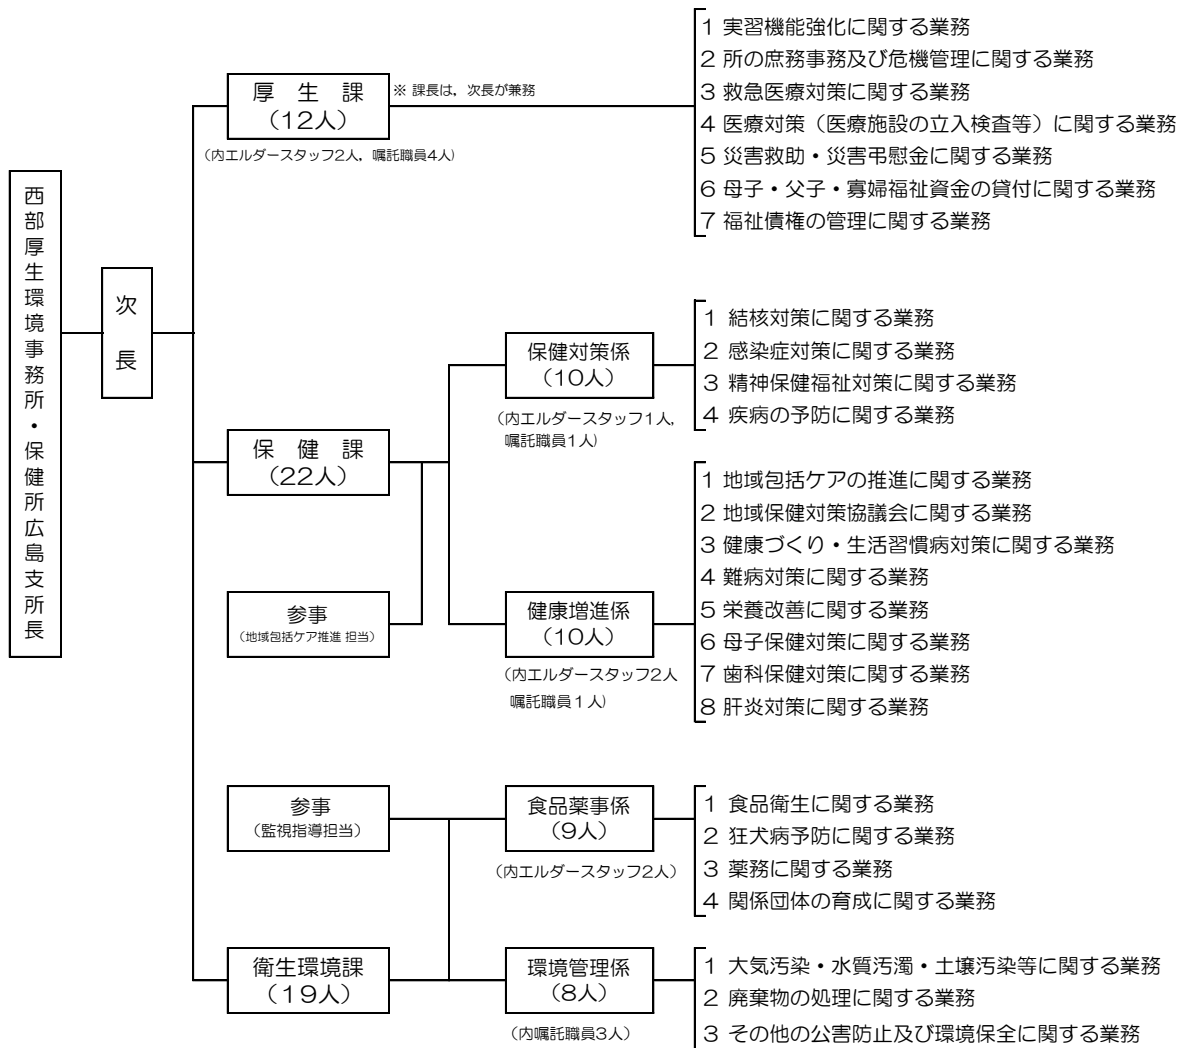 西部厚生環境事務所・保健所広島支所長
次長
厚生課
(12人)
※ 課長は，次長が兼務
(内エルダースタッフ2人，嘱託職員4人)
1 実習機能強化に関する業務
2 所の庶務事務及び危機管理に関する業務
3 救急医療対策に関する業務
4 医療対策（医療施設の立入検査等）に関する業務
5 災害救助・災害弔慰金に関する業務
6 母子・父子・寡婦福祉資金の貸付に関する業務
7 福祉債権の管理に関する業務
保健課
(22人)
参事
(地域包括ケア推進 担当)
保健対策係
(10人)
(内エルダースタッフ1人，
嘱託職員1人)
1 結核対策に関する業務
2 感染症対策に関する業務
3 精神保健福祉対策に関する業務
4 疾病の予防に関する業務
健康増進係
(10人)
(内エルダースタッフ2人
嘱託職員１人)
1 地域包括ケアの推進に関する業務
2 地域保健対策協議会に関する業務
3 健康づくり・生活習慣病対策に関する業務
4 難病対策に関する業務
5 栄養改善に関する業務
6 母子保健対策に関する業務
7 歯科保健対策に関する業務
8 肝炎対策に関する業務
参事
(監視指導担当)
衛生環境課
(19人)
食品薬事係
(9人)
(内エルダースタッフ2人)
1 食品衛生に関する業務
2 狂犬病予防に関する業務
3 薬務に関する業務
4 関係団体の育成に関する業務
環境管理係
(8人)
(内嘱託職員3人)
1 大気汚染・水質汚濁・土壌汚染等に関する業務
2 廃棄物の処理に関する業務
3 その他の公害防止及び環境保全に関する業務